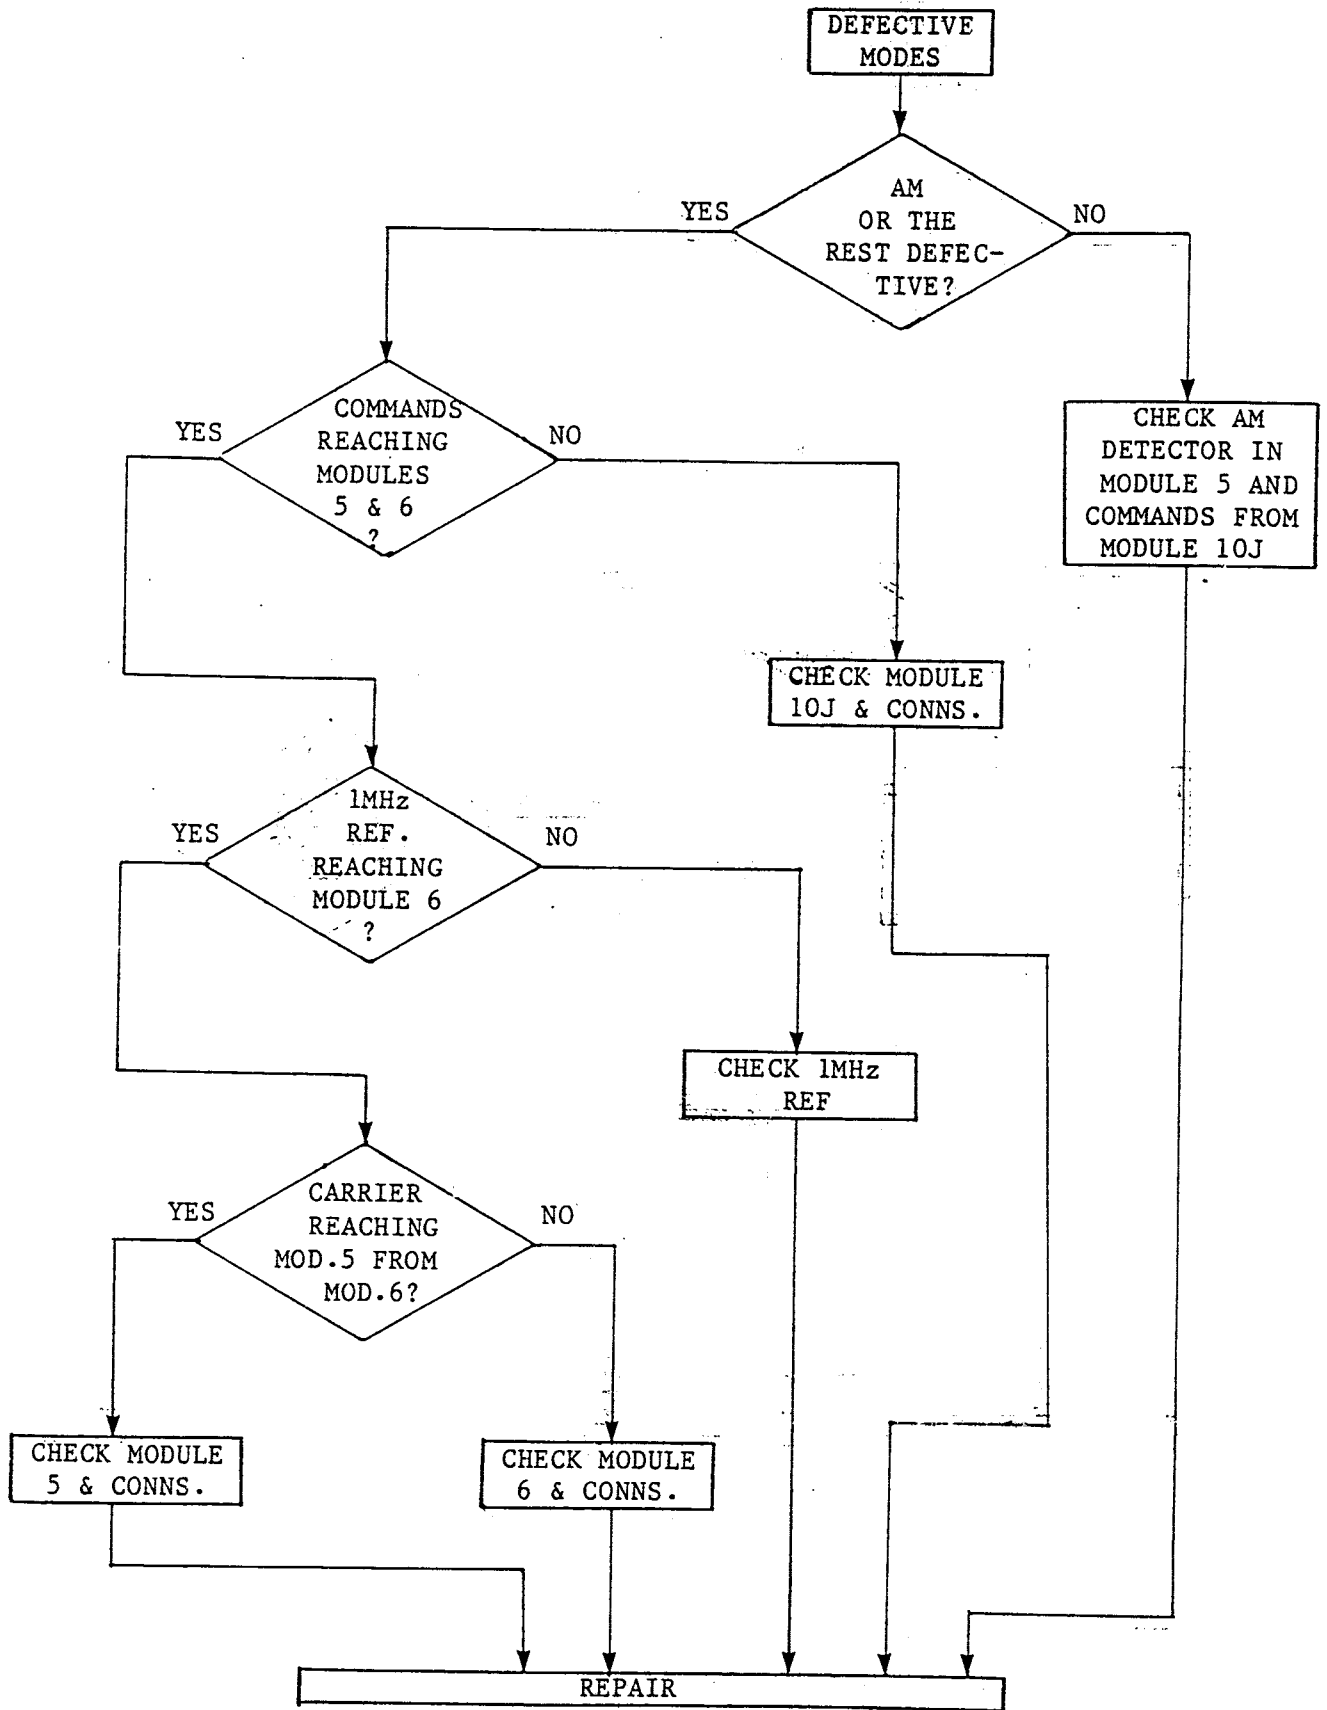 DEFECTIVE
MODES
AM
OR THE
REST DEFEC-
TIVE?
YES
NO
COMMANDS
REACHING
MODULES
5 & 6
?
YES
NO
CHECK AM
DETECTOR IN
MODULE 5 AND
COMMANDS FROM
MODULE 10J
CHECK MODULE
10J & CONNS.
1MHz
REF.
REACHING
MODULE 6
?
YES
NO
CHECK 1MHz
REF
CARRIER
REACHING
MOD.5 FROM
MOD.6?
YES
NO
CHECK MODULE
5 & CONNS.
CHECK MODULE
6 & CONNS.
REPAIR